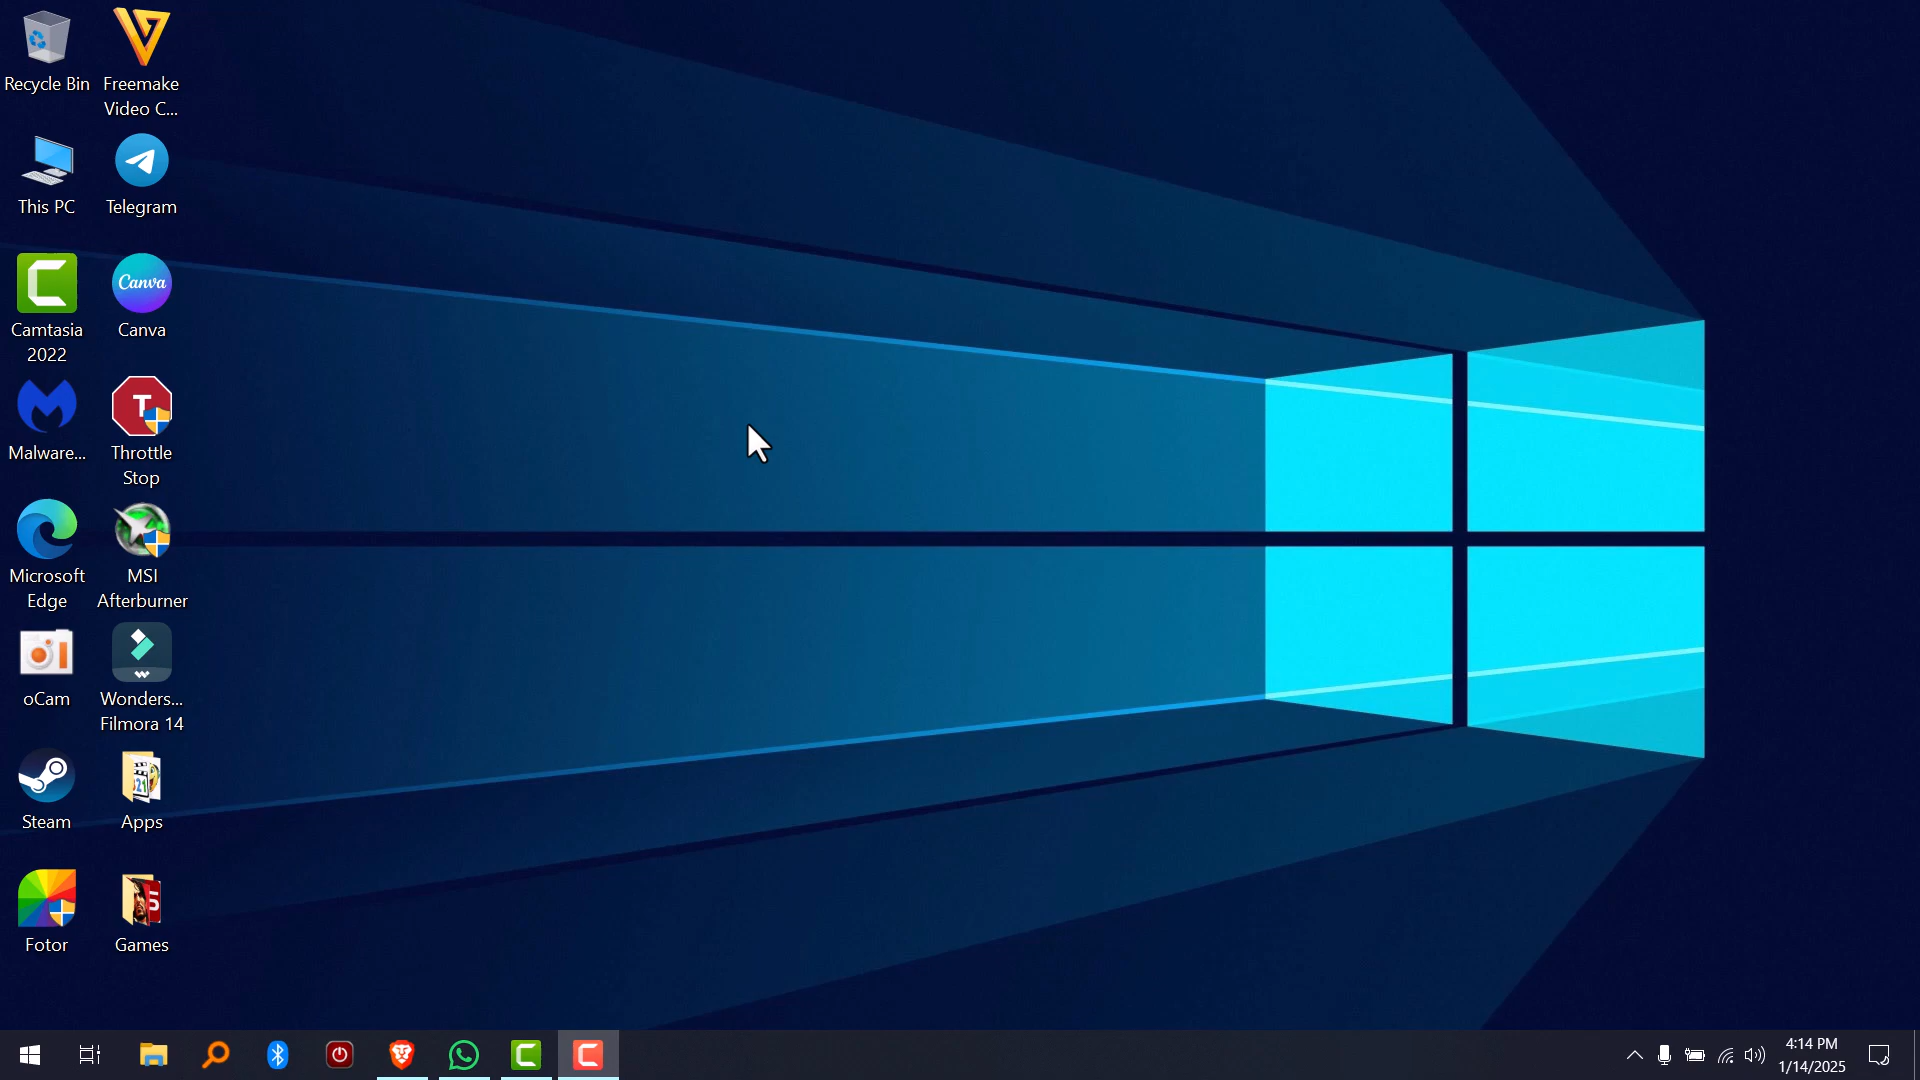 Recycle Bin
Freemake
Video C...
This PC
Telegram
Camtasia
2022
Canva
Canva
Malware...
T
Throttle
Stop
Microsoft
Edge
MSI
Afterburner
oCam
Wonders...
Filmora 14
Steam
Apps
Fotor
Games
4:14 PM
1/14/2025